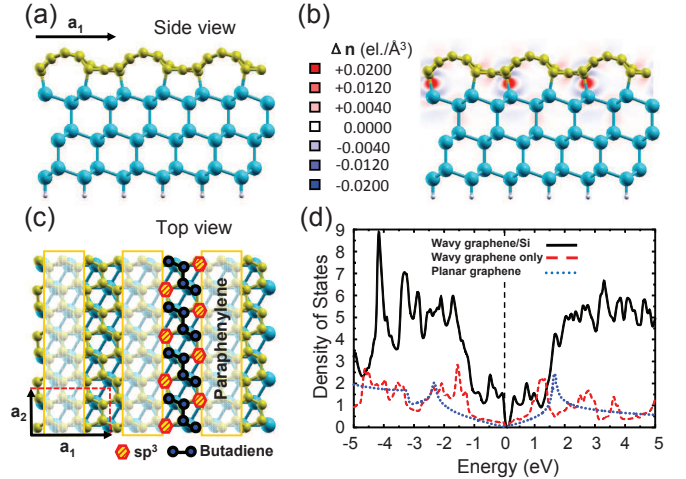 (a)
Side view
a1
(b)
Δ n (el./Å³)
+0.0200
+0.0120
+0.0040
0.0000
-0.0040
-0.0120
-0.0200
(c)
Top view
Paraphenylene
a2
a1
sp³
Butadiene
(d)
Density of States
9
8
7
6
5
4
3
2
1
0
Wavy graphene/Si
Wavy graphene only
Planar graphene
-5 -4 -3 -2 -1 0 1 2 3 4 5
Energy (eV)